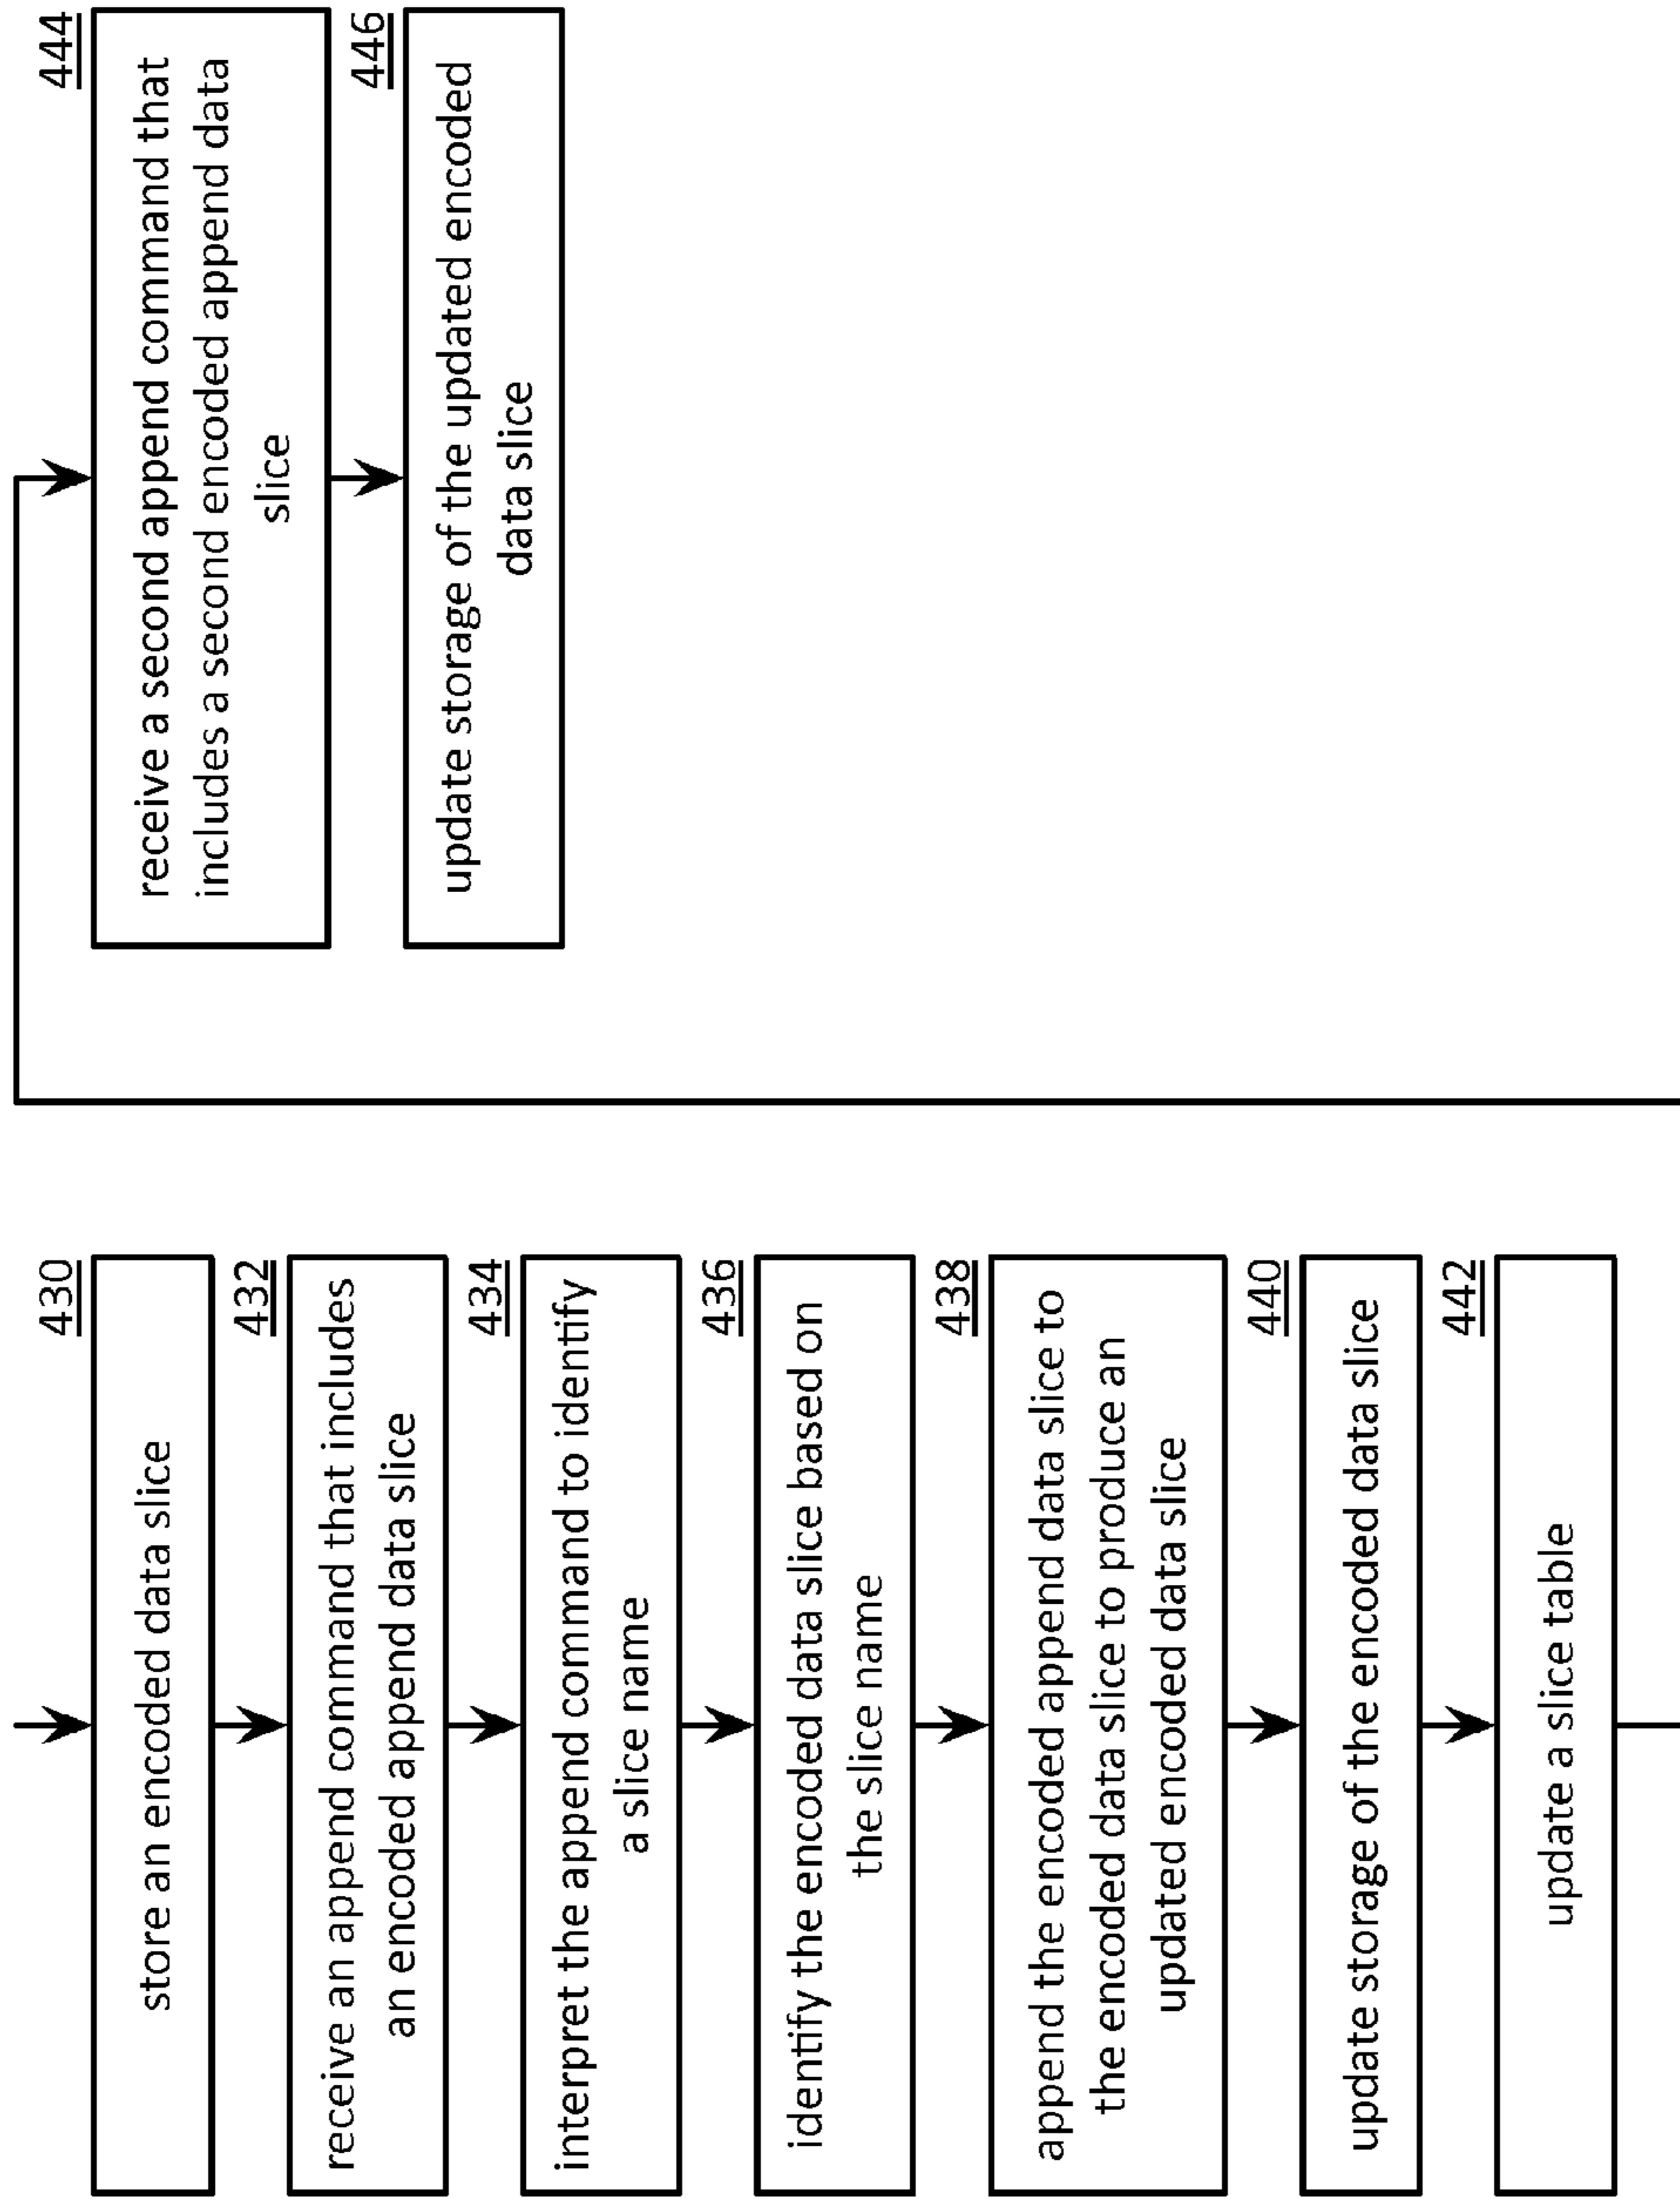 430
store an encoded data slice
432
receive an append command that includes
an encoded append data slice
434
interpret the append command to identify
a slice name
436
identify the encoded data slice based on
the slice name
438
append the encoded append data slice to
the encoded data slice to produce an
updated encoded data slice
440
update storage of the encoded data slice
442
update a slice table
444
receive a second append command that
includes a second encoded append data
slice
446
update storage of the updated encoded
data slice